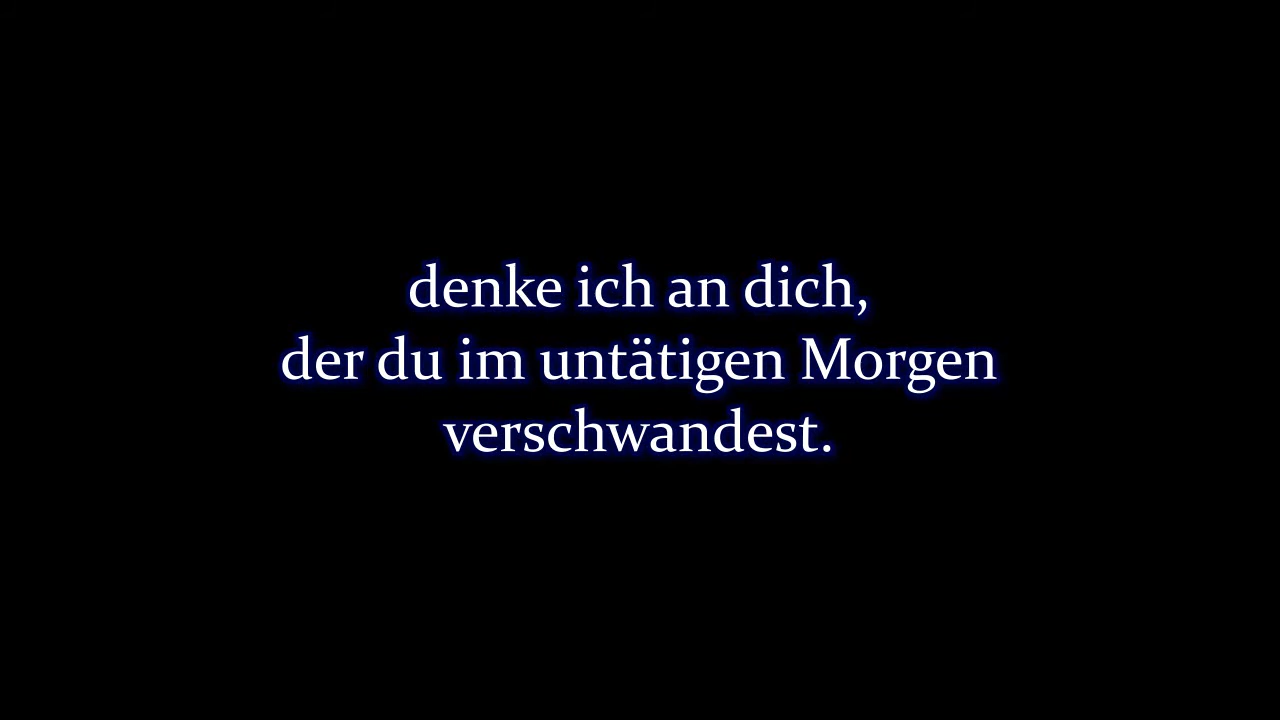 denke ich an dich,
der du im untätigen Morgen
verschwandest.